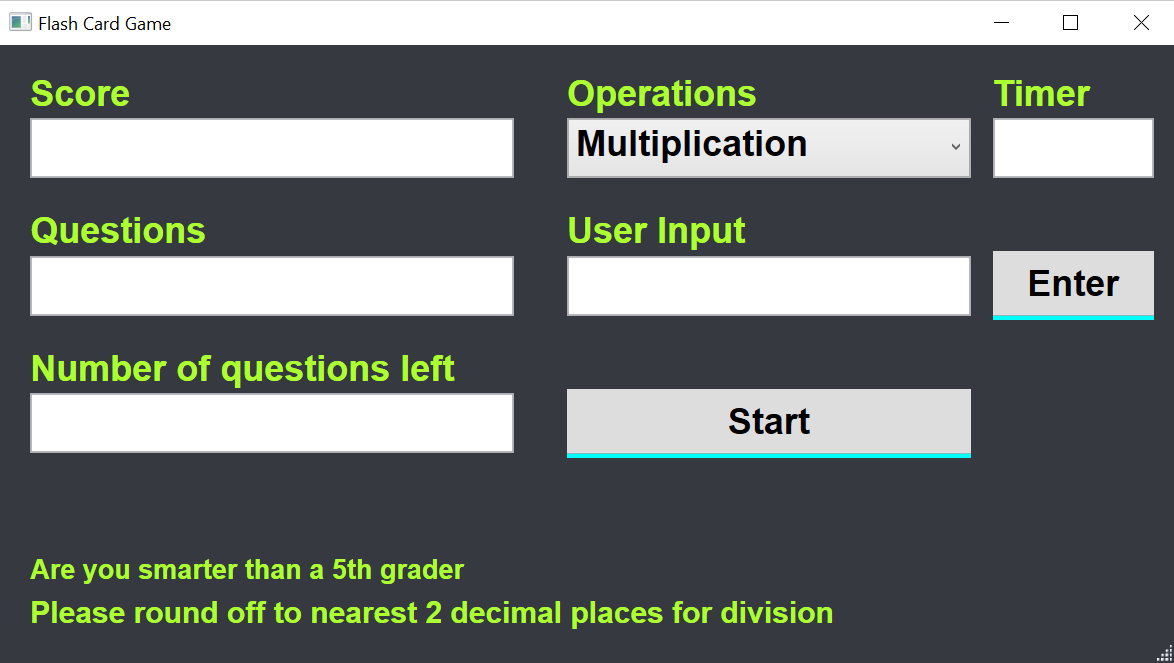 Flash Card Game
Score
Operations
Timer
Multiplication
Questions
User Input
Enter
Number of questions left
Start
Are you smarter than a 5th grader
Please round off to nearest 2 decimal places for division